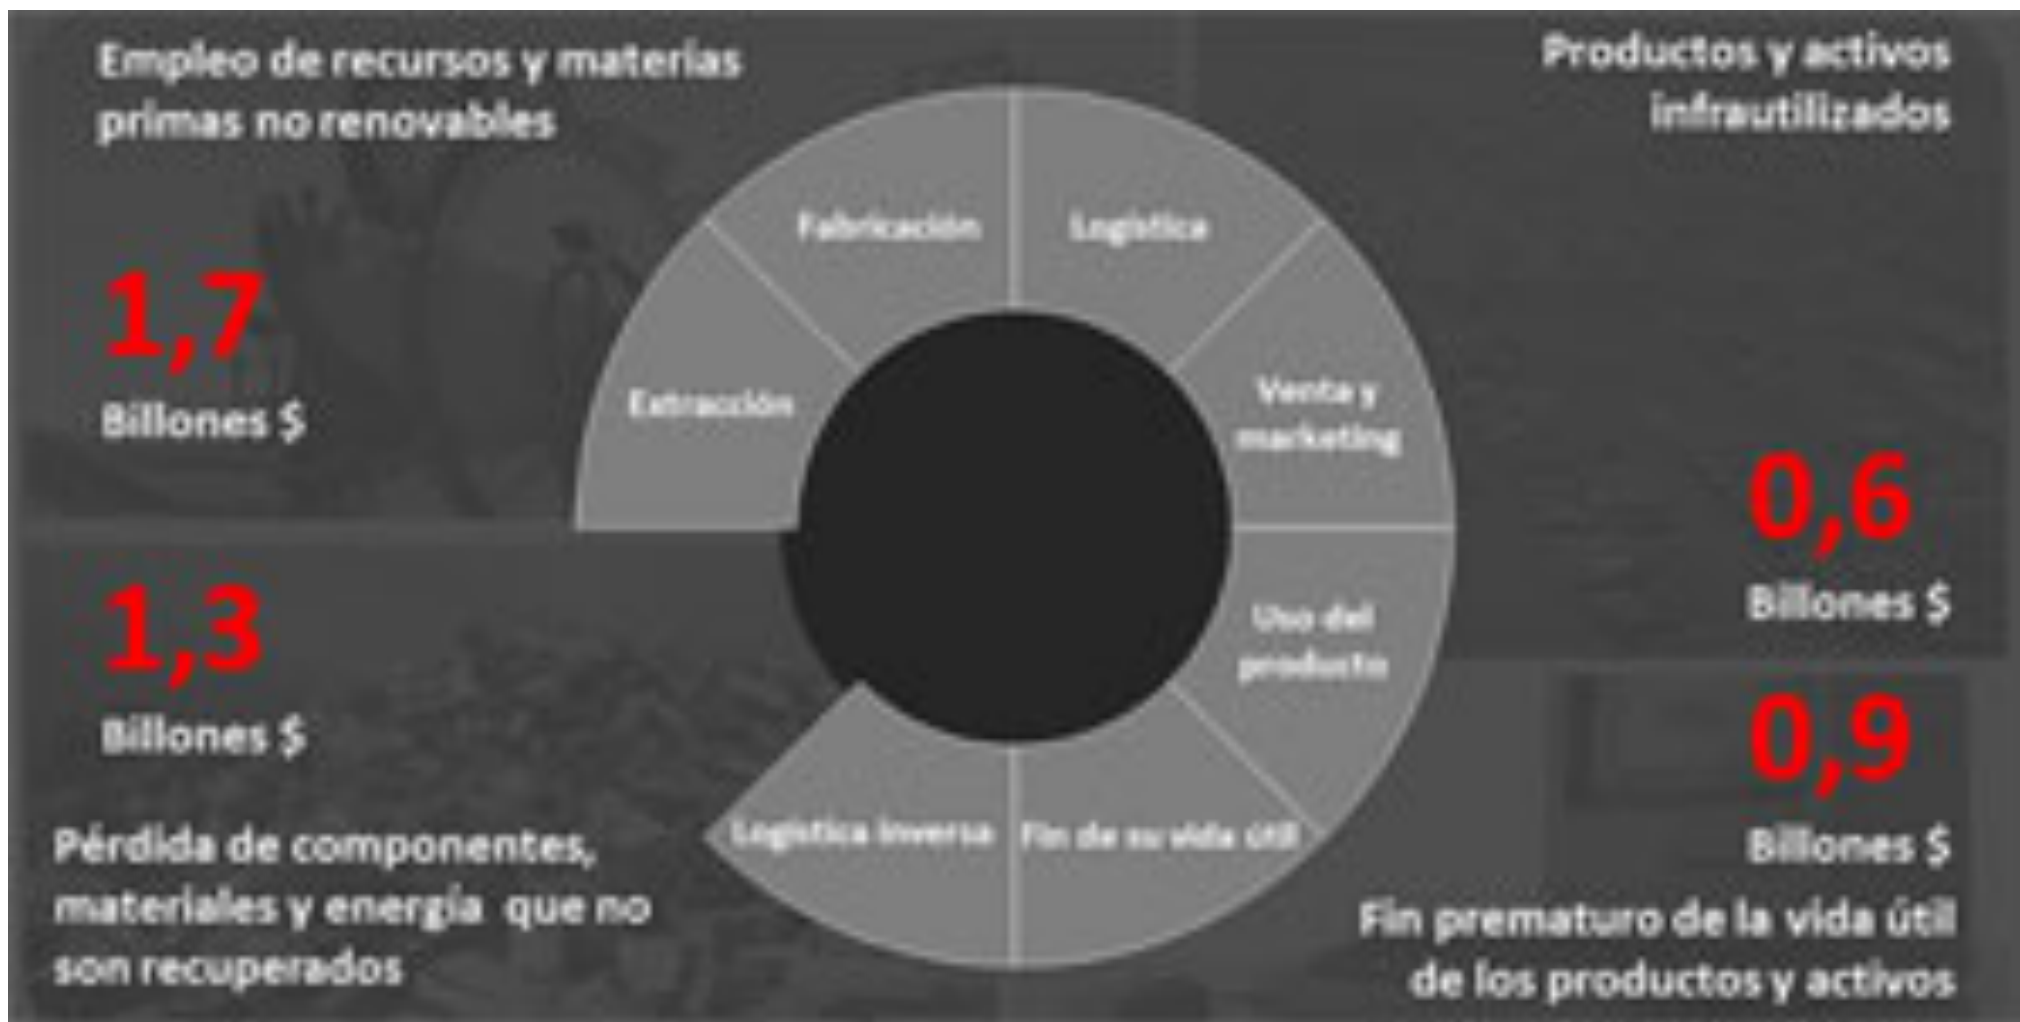 Empleo de recursos y materias
primas no renovables
1,7
Billones $
Productos y activos
infrautilizados
0,6
Billones $
Fabricación
Logística
Extracción
Venta y
marketing
Uso del
producto
Logística inversa
Fin de su vida útil
1,3
Billones $
Pérdida de componentes,
materiales y energía que no
son recuperados
0,9
Billones $
Fin prematuro de la vida útil
de los productos y activos